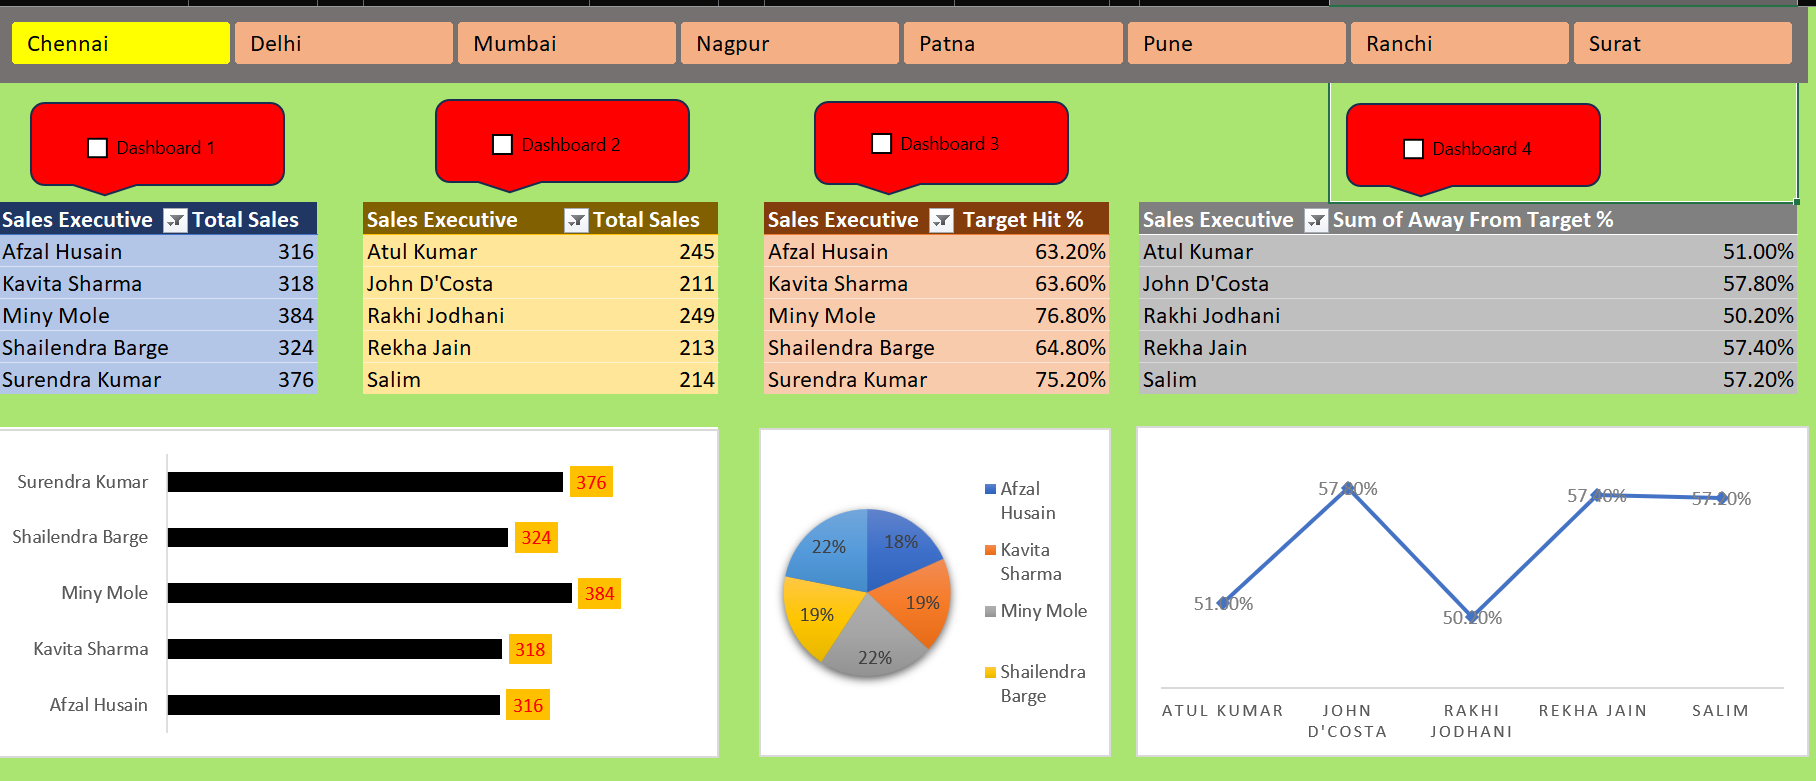 Chennai Delhi Mumbai Nagpur Patna Pune Ranchi Surat
Dashboard 1 Dashboard 2 Dashboard 3 Dashboard 4
Sales Executive Total Sales
Afzal Husain 316
Kavita Sharma 318
Miny Mole 384
Shailendra Barge 324
Surendra Kumar 376
Sales Executive Total Sales
Atul Kumar 245
John D'Costa 211
Rakhi Jodhani 249
Rekha Jain 213
Salim 214
Sales Executive Target Hit %
Afzal Husain 63.20%
Kavita Sharma 63.60%
Miny Mole 76.80%
Shailendra Barge 64.80%
Surendra Kumar 75.20%
Sales Executive Sum of Away From Target %
Atul Kumar 51.00%
John D'Costa 57.80%
Rakhi Jodhani 50.20%
Rekha Jain 57.40%
Salim 57.20%
Surendra Kumar 376
Shailendra Barge 324
Miny Mole 384
Kavita Sharma 318
Afzal Husain 316
22% 18%
19% 19%
22%
Afzal
Husain
Kavita
Sharma
Miny Mole
Shailendra
Barge
57.80% 57.40% 57.20%
51.00% 50.20%
ATUL KUMAR JOHN RAKHI REKHA JAIN SALIM
D'COSTA JODHANI